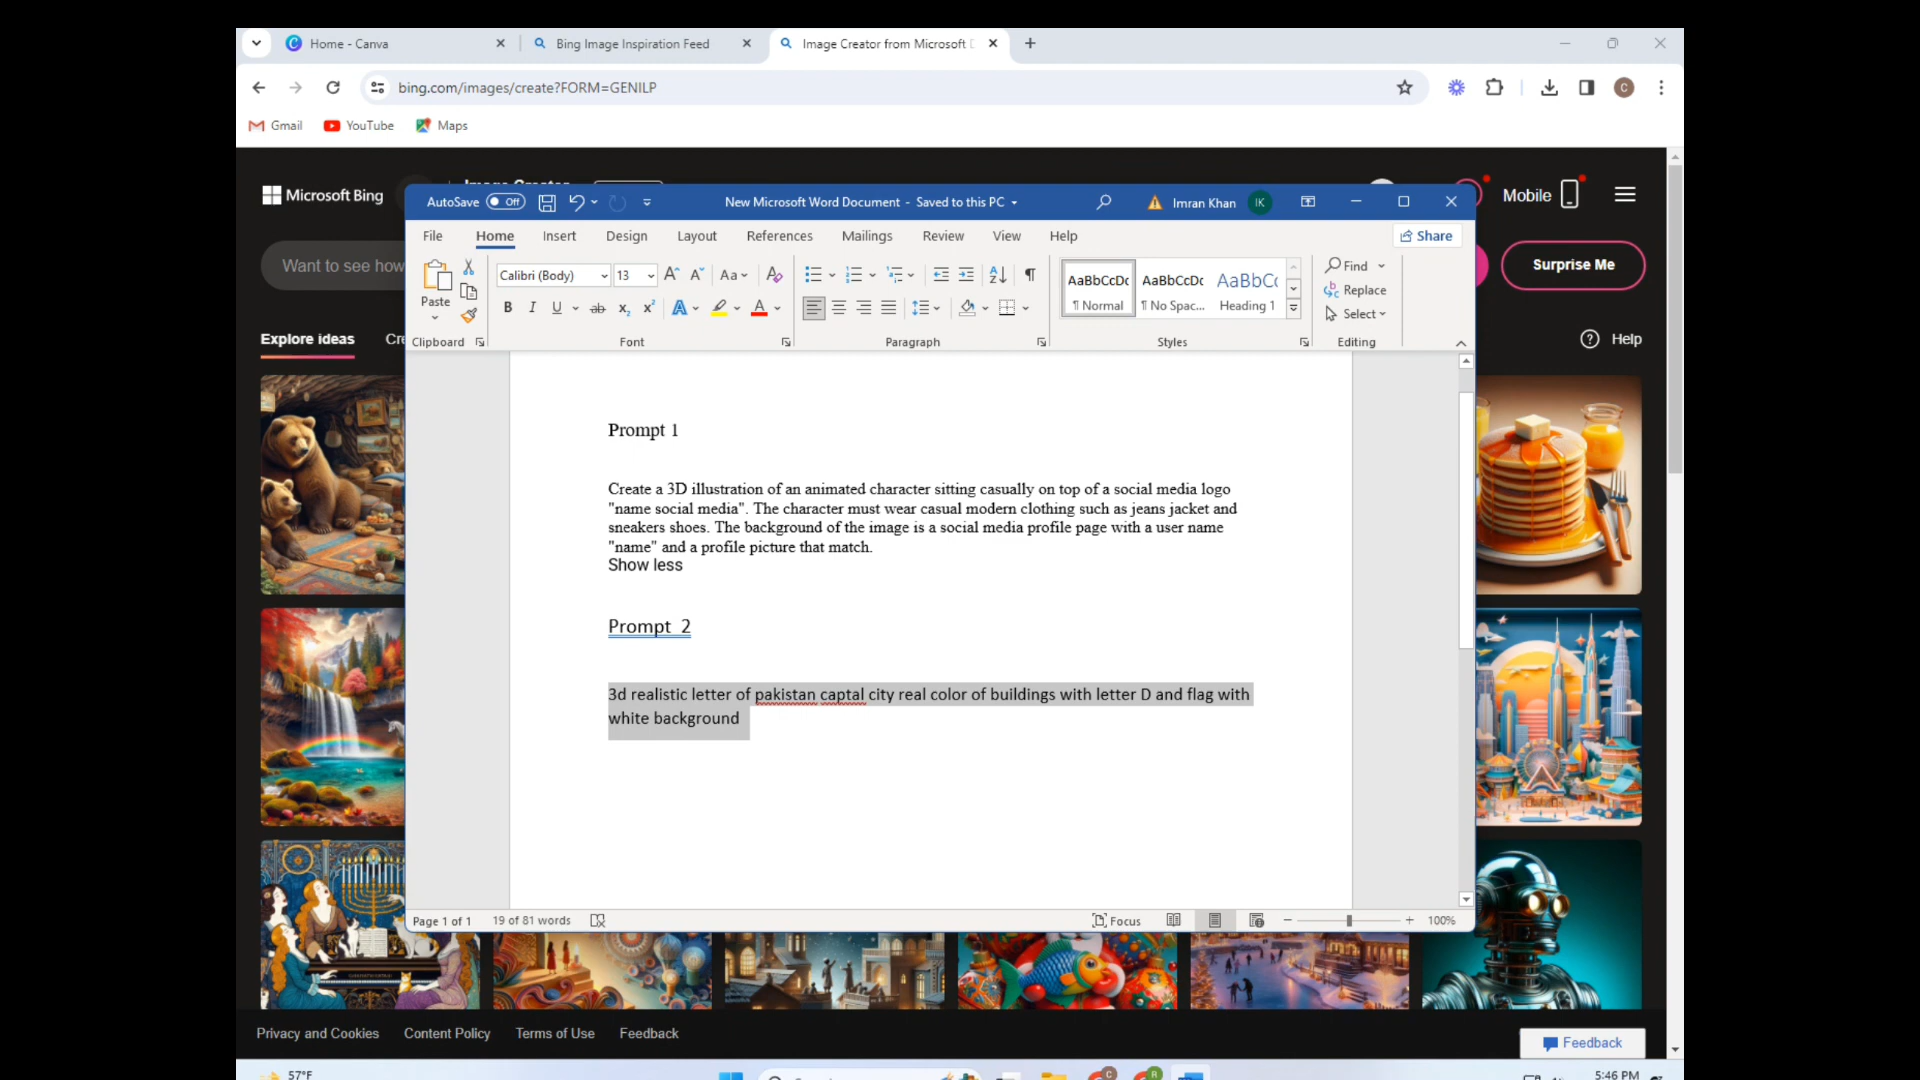 Home - Canva
Bing Image Inspiration Feed
Image Creator from Microsoft D
bing.com/images/create?FORM=GENILP
C
Gmail
YouTube
Maps
Microsoft Bing
Mobile
Want to see how
Surprise Me
Explore ideas
Cre
Help
AutoSave
Off
New Microsoft Word Document - Saved to this PC
Imran Khan
IK
File Home Insert Design Layout References Mailings Review View Help
Share
Paste
Calibri (Body)
13
Aa
AaBbCcDc
AaBbCcDc
AaBbCc
¶ Normal
¶ No Spac...
Heading 1
Find
Replace
Select
Clipboard
Font
Paragraph
Styles
Editing
Prompt 1
Create a 3D illustration of an animated character sitting casually on top of a social media logo
"name social media". The character must wear casual modern clothing such as jeans jacket and
sneakers shoes. The background of the image is a social media profile page with a user name
"name" and a profile picture that match.
Show less
Prompt 2
3d realistic letter of pakistan captal city real color of buildings with letter D and flag with
white background
Page 1 of 1
19 of 81 words
Focus
100%
Privacy and Cookies
Content Policy
Terms of Use
Feedback
Feedback
57°F
5:46 PM